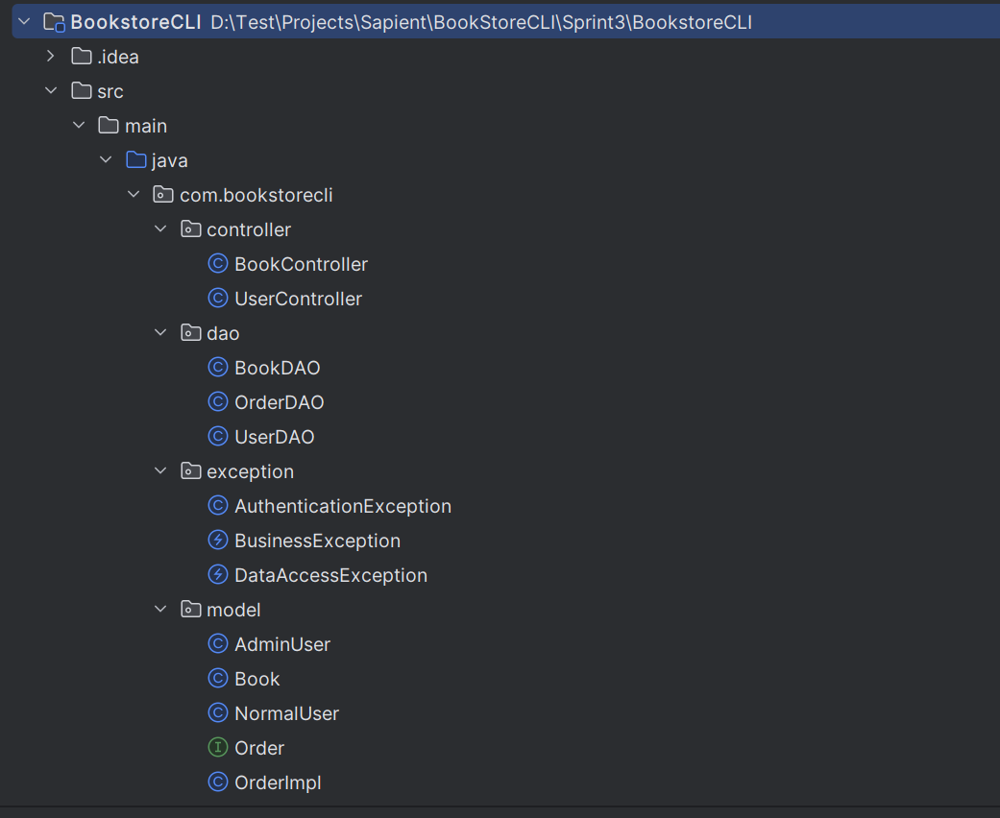 BookstoreCLI D:\Test\Projects\Sapient\BookStoreCLI\Sprint3\BookstoreCLI
.idea
src
main
java
com.bookstorecli
controller
BookController
UserController
dao
BookDAO
OrderDAO
UserDAO
exception
AuthenticationException
BusinessException
DataAccessException
model
AdminUser
Book
NormalUser
Order
OrderImpl